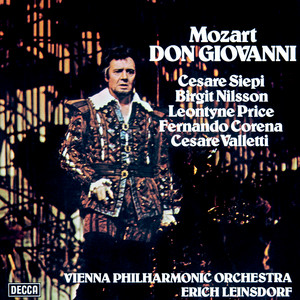 Mozart
DON GIOVANNI
Cesare Siepi
Birgit Nilsson
Leontyne Price
Fernando Corena
Cesare Valletti
DECCA
VIENNA PHILHARMONIC ORCHESTRA
ERICH LEINSDORF